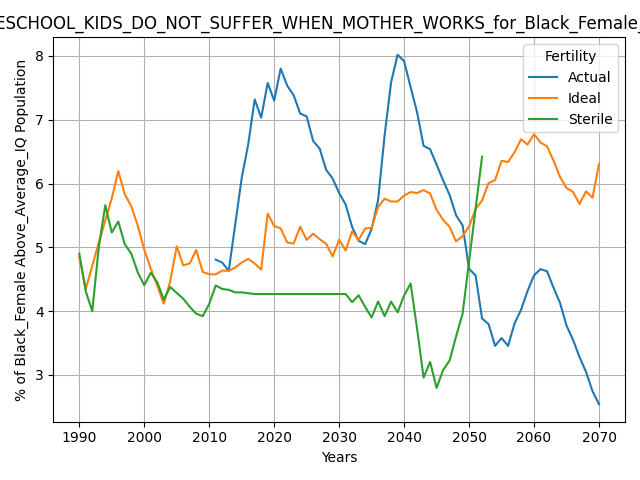 ESCHOOL_KIDS_DO_NOT_SUFFER_WHEN_MOTHER_WORKS_for_Black_Female_
% of Black_Female Above_Average_IQ Population
8
7
6
5
4
3
Fertility
Actual
Ideal
Sterile
1990 2000 2010 2020 2030 2040 2050 2060 2070
Years